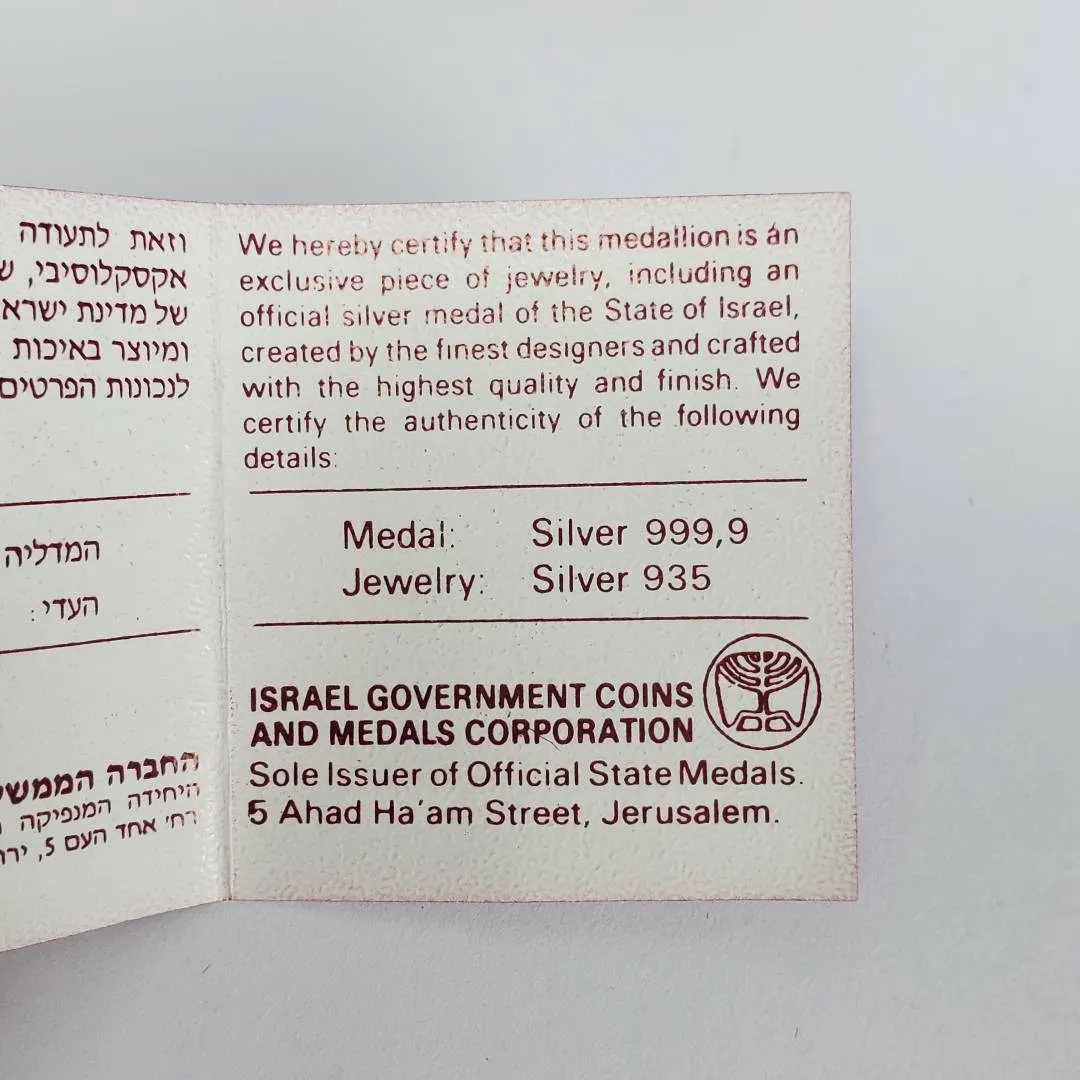 וזאת לתעודה
אקסקלוסיבי,
של מדינת
ומיוצר באיכות
לנכונות הפרטים
המדליה
העדי:
החברה
היחידה המנפיקה
רח' אחד העם 5,
We hereby certify that this medallion is an
exclusive piece of jewelry, including an
official silver medal of the State of Israel,
created by the finest designers and crafted
with the highest quality and finish. We
certify the authenticity of the following
details:
Medal: Silver 999,9
Jewelry: Silver 935
ISRAEL GOVERNMENT COINS
AND MEDALS CORPORATION
Sole Issuer of Official State Medals.
5 Ahad Ha'am Street, Jerusalem.